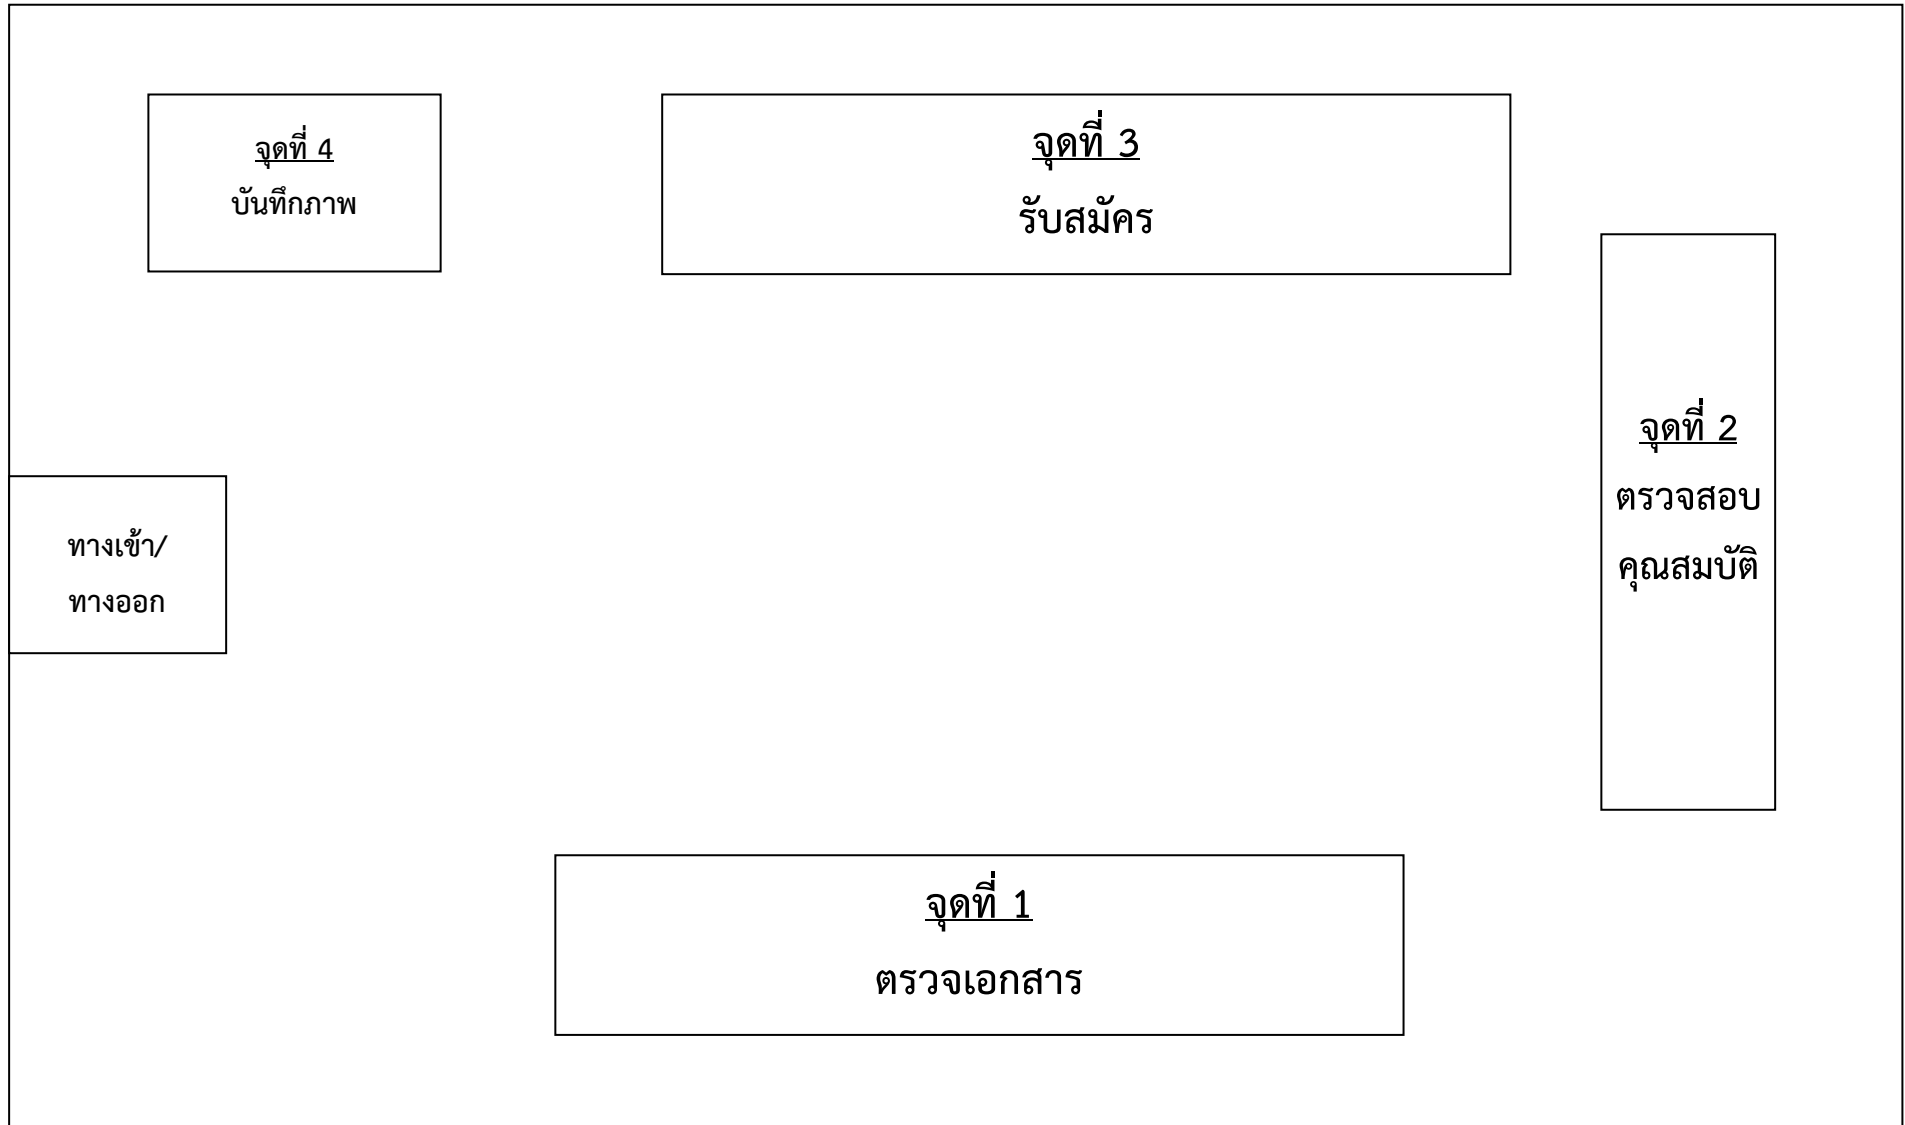 จุดที่ 4
บันทึกภาพ
จุดที่ 3
รับสมัคร
จุดที่ 2
ตรวจสอบ
คุณสมบัติ
ทางเข้า/
ทางออก
จุดที่ 1
ตรวจเอกสาร